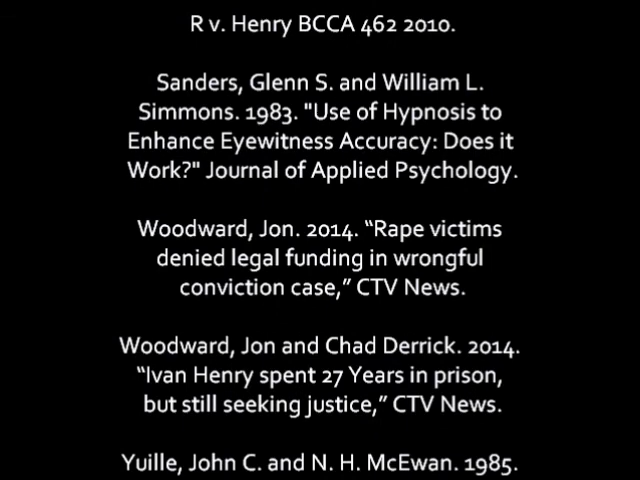 R v. Henry BCCA 462 2010.
Sanders, Glenn S. and William L.
Simmons. 1983. "Use of Hypnosis to
Enhance Eyewitness Accuracy: Does it
Work?" Journal of Applied Psychology.
Woodward, Jon. 2014. “Rape victims
denied legal funding in wrongful
conviction case,” CTV News.
Woodward, Jon and Chad Derrick. 2014.
“Ivan Henry spent 27 Years in prison,
but still seeking justice,” CTV News.
Yuille, John C. and N. H. McEwan. 1985.